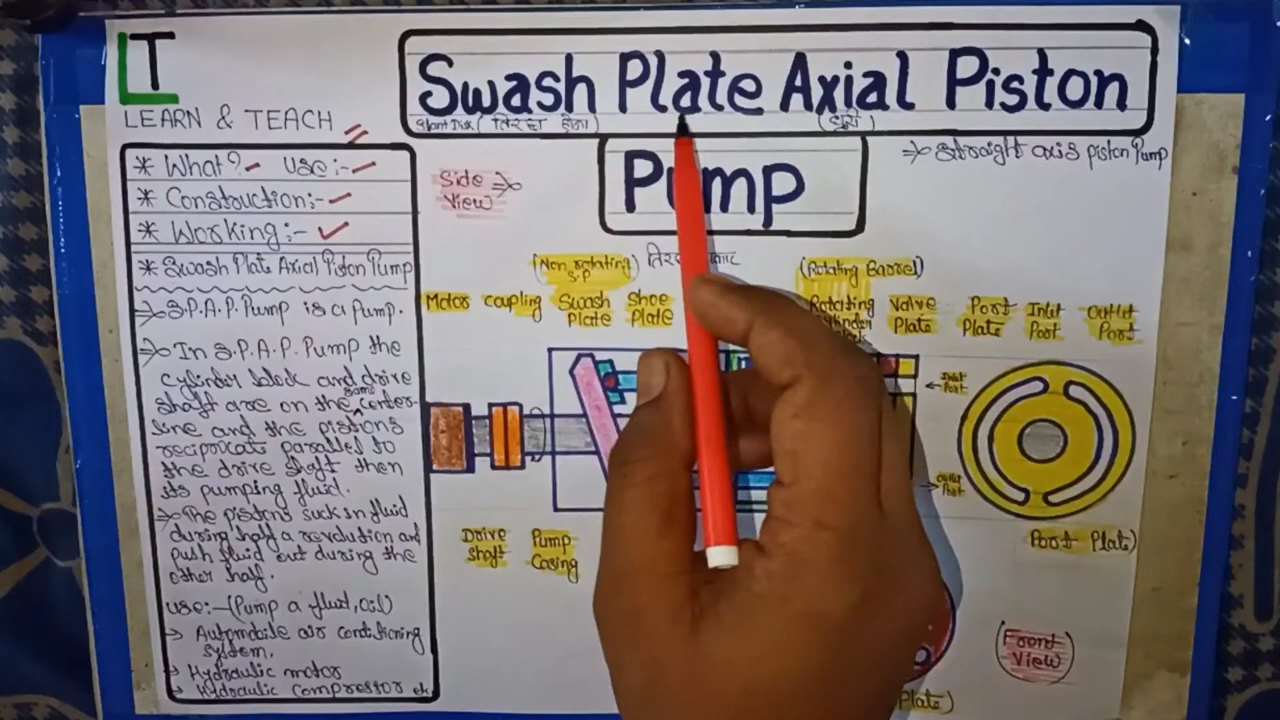 LT
LEARN & TEACH
Swash Plate Axial Piston
Slant Disk ( तिरछा होना )
( धुरी )
Pump
⇒ Straight axis piston Pump
Side ⇒
View
* What? Use:-
* Construction:-
* Working:-
* Swash Plate Axial Piston Pump
⇒ S.P.A.P. Pump is a pump.
⇒ In S.P.A.P. Pump the
cylinder block and drive
shaft are on the same center-
line and the pistons
reciprocate parallel to
the drive shaft then
its pumping fluid.
⇒ The pistons suck in fluid
during half a revolution and
push fluid out during the
other half.
Use:- (Pump a fluid, Oil)
→ Automobile air conditioning
system.
→ Hydraulic motor
→ Hydraulic compressor etc
(Non rotating
S.P)
(Rotating Barrel)
Motor
coupling
Swash
Plate
Shoe
Plate
Rotating
Valve
Plate
Port
Plate
Inlet
Port
Outlet
Port
← Inlet
Port
→ Outlet
Port
Drive
shaft
Pump
Casing
Port Plate)
(Front
View)
Plate)